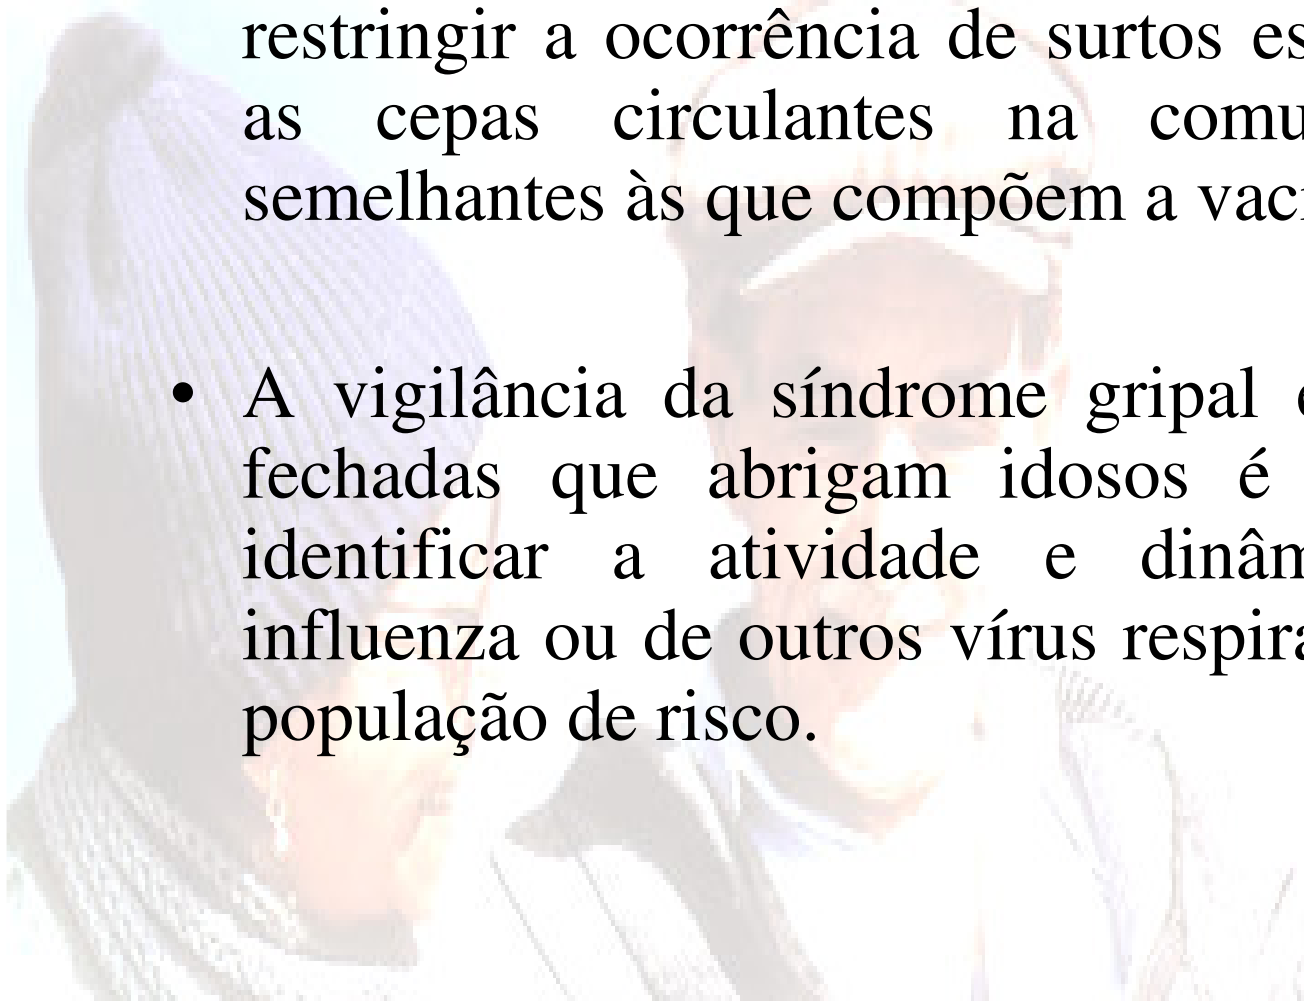 restringir a ocorrência de surtos es
as cepas circulantes na comu
semelhantes às que compõem a vaci
• A vigilância da síndrome gripal e
fechadas que abrigam idosos é
identificar a atividade e dinâm
influenza ou de outros vírus respira
população de risco.